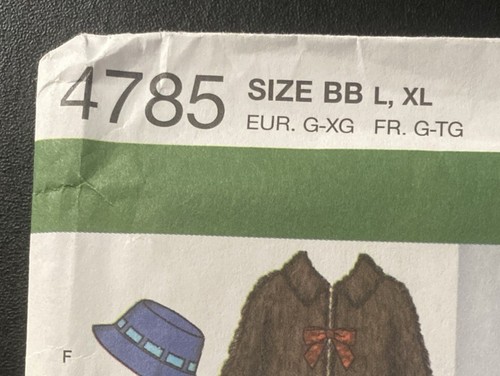 4785 SIZE BB L, XL
EUR. G-XG FR. G-TG
F